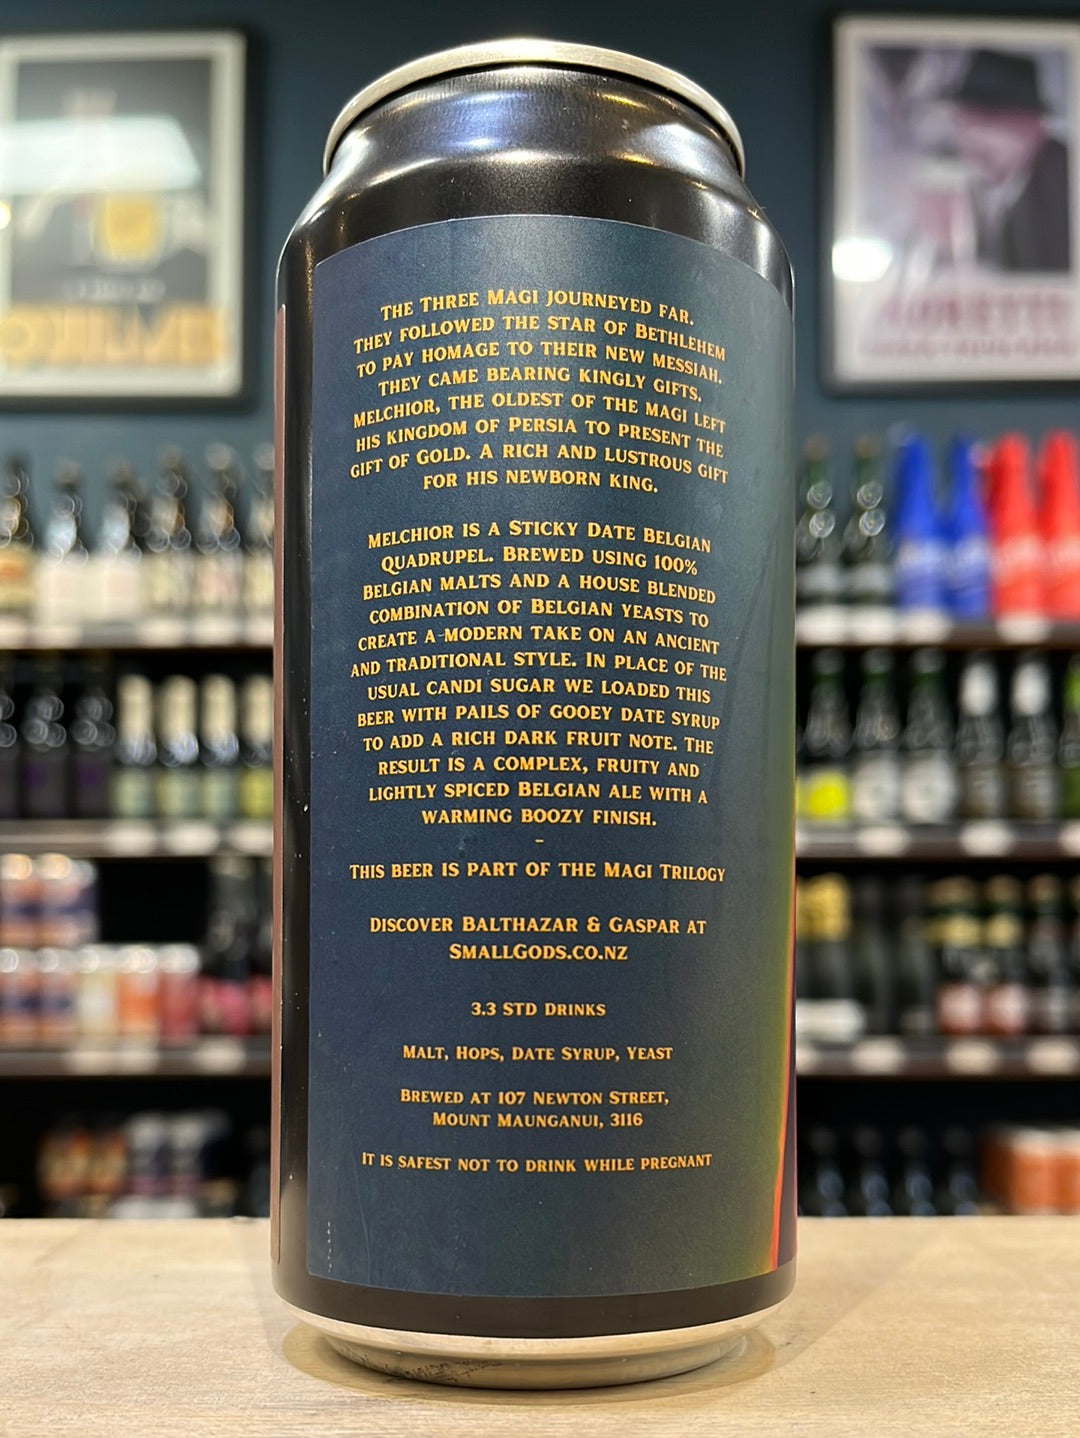 The Three Magi journeyed far.
They followed the star of Bethlehem
to pay homage to their new Messiah.
They came bearing kingly gifts.
Melchior, the oldest of the magi left
his kingdom of Persia to present the
gift of gold. A rich and lustrous gift
for his newborn king.
Melchior is a Sticky Date Belgian
Quadrupel. Brewed using 100%
Belgian malts and a house blended
combination of Belgian yeasts to
create a modern take on an ancient
and traditional style. In place of the
usual candi sugar we loaded this
beer with pails of gooey date syrup
to add a rich dark fruit note. The
result is a complex, fruity and
lightly spiced Belgian ale with a
warming boozy finish.
-
This beer is part of the Magi Trilogy
Discover Balthazar & Gaspar at
SmallGods.co.nz
3.3 STD Drinks
Malt, Hops, Date Syrup, Yeast
Brewed at 107 Newton Street,
Mount Maunganui, 3116
It is safest not to drink while pregnant